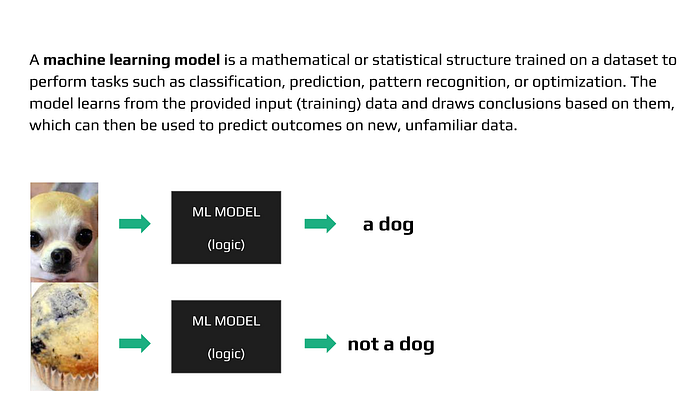 A machine learning model is a mathematical or statistical structure trained on a dataset to
perform tasks such as classification, prediction, pattern recognition, or optimization. The
model learns from the provided input (training) data and draws conclusions based on them,
which can then be used to predict outcomes on new, unfamiliar data.
ML MODEL
(logic)
a dog
ML MODEL
(logic)
not a dog